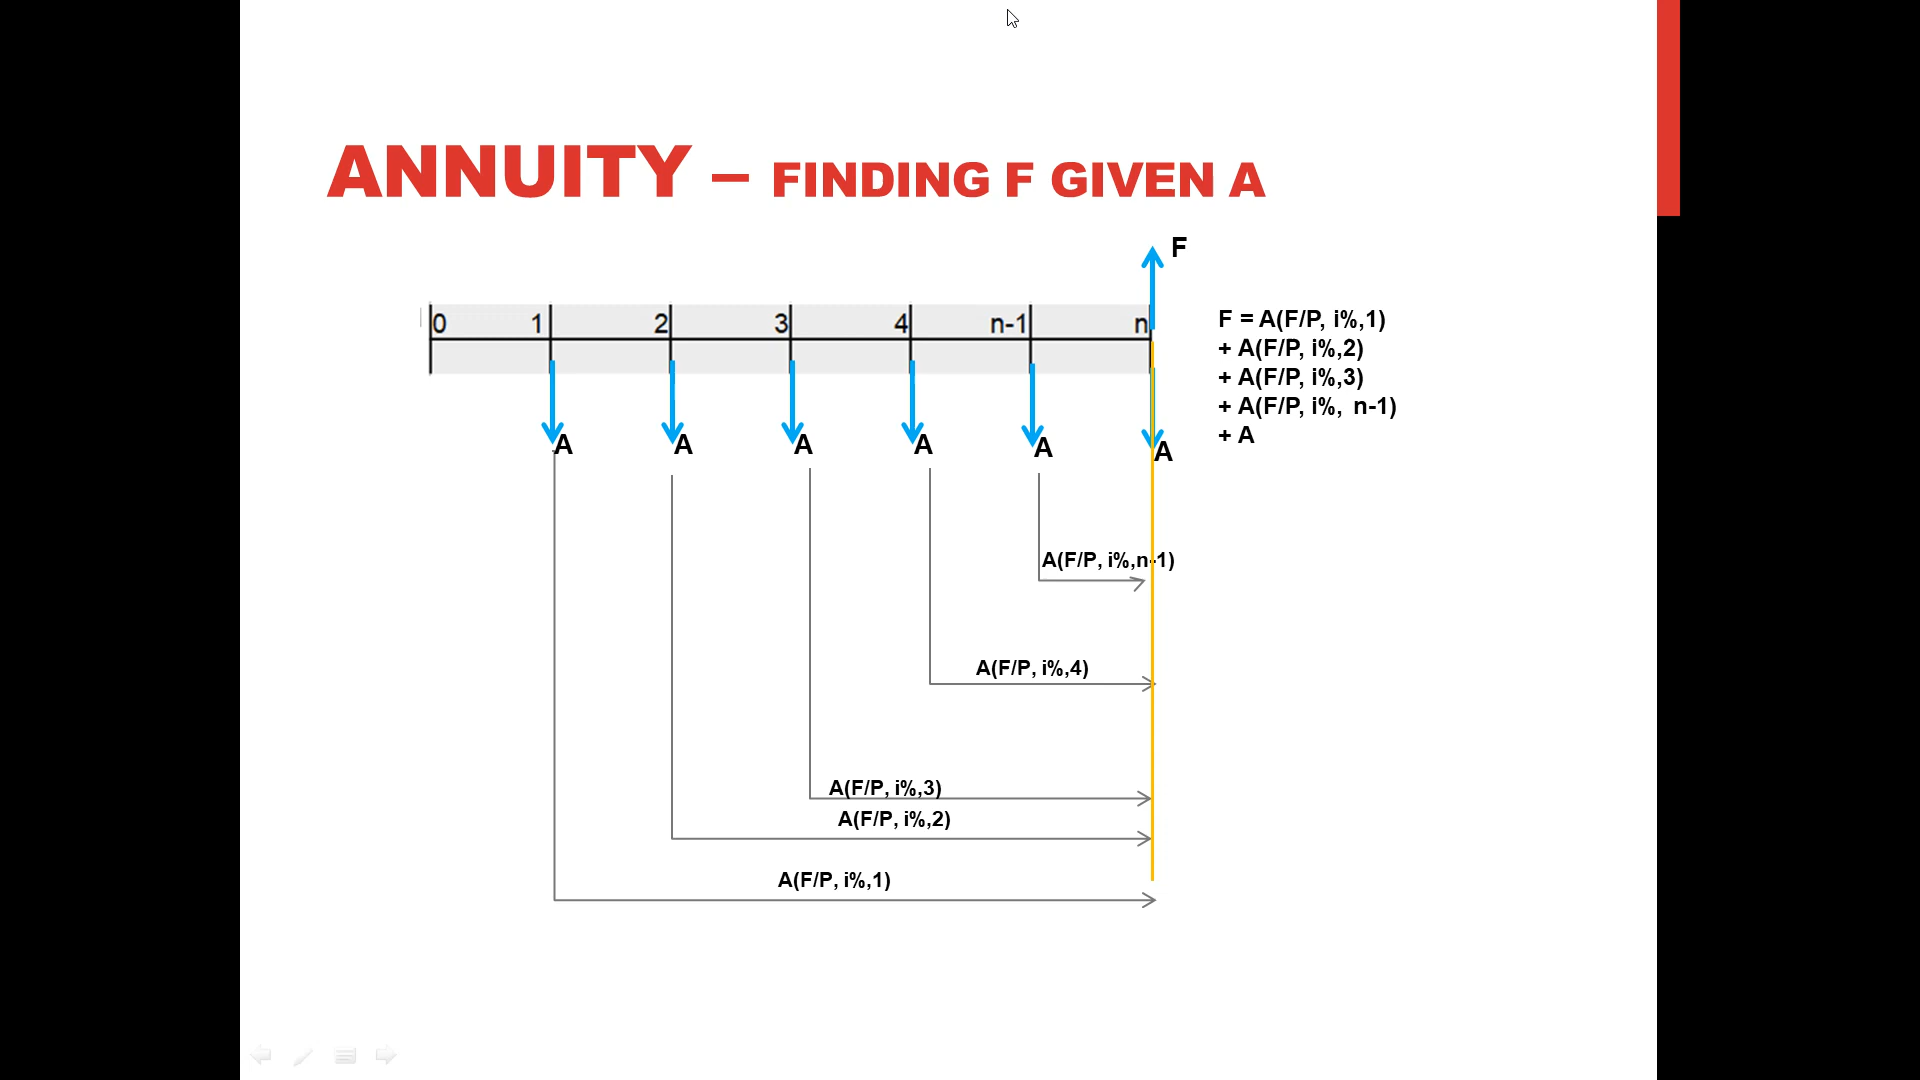 ANNUITY – FINDING F GIVEN A
F
0 1 2 3 4 n-1 n
F = A(F/P, i%,1)
+ A(F/P, i%,2)
+ A(F/P, i%,3)
+ A(F/P, i%, n-1)
+ A
A A A A A A
A(F/P, i%,n-1)
A(F/P, i%,4)
A(F/P, i%,3)
A(F/P, i%,2)
A(F/P, i%,1)